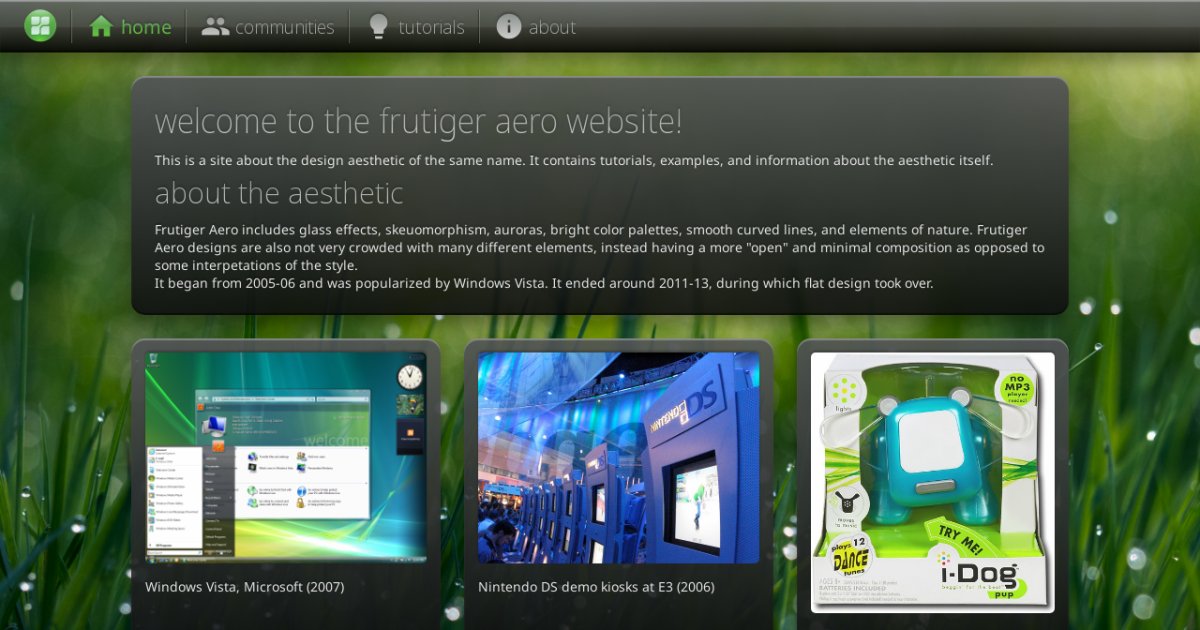 home communities tutorials about
welcome to the frutiger aero website!
This is a site about the design aesthetic of the same name. It contains tutorials, examples, and information about the aesthetic itself.
about the aesthetic
Frutiger Aero includes glass effects, skeuomorphism, auroras, bright color palettes, smooth curved lines, and elements of nature. Frutiger
Aero designs are also not very crowded with many different elements, instead having a more "open" and minimal composition as opposed to
some interpetations of the style.
It began from 2005-06 and was popularized by Windows Vista. It ended around 2011-13, during which flat design took over.
welcome
Windows Vista, Microsoft (2007)
NINTENDO DS
Nintendo DS demo kiosks at E3 (2006)
no
MP3
player
needed!
lights
moves
to music
TRY ME!
plays 12
DANCE
tunes
i-Dog
pup
BATTERIES INCLUDED